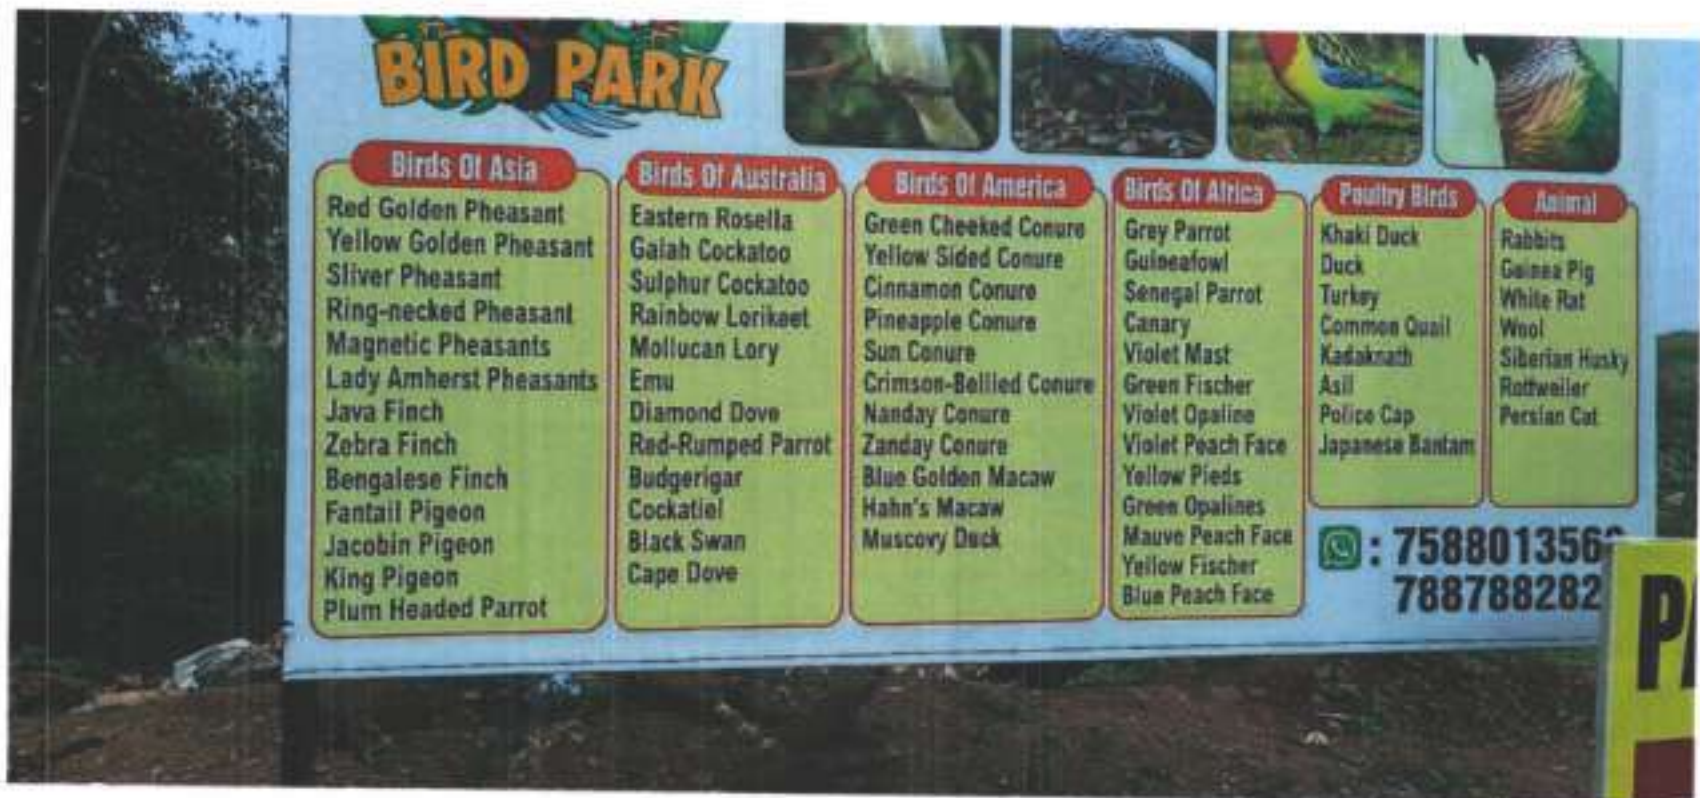 BIRD PARK
Birds Of Asia
Red Golden Pheasant
Yellow Golden Pheasant
Sliver Pheasant
Ring-necked Pheasant
Magnetic Pheasants
Lady Amherst Pheasants
Java Finch
Zebra Finch
Bengalese Finch
Fantail Pigeon
Jacobin Pigeon
King Pigeon
Plum Headed Parrot
Birds Of Australia
Eastern Rosella
Galah Cockatoo
Sulphur Cockatoo
Rainbow Lorikeet
Mollucan Lory
Emu
Diamond Dove
Red-Rumped Parrot
Budgerigar
Cockatiel
Black Swan
Cape Dove
Birds Of America
Green Cheeked Conure
Yellow Sided Conure
Cinnamon Conure
Pineapple Conure
Sun Conure
Crimson-Bellied Conure
Nanday Conure
Zanday Conure
Blue Golden Macaw
Hahn's Macaw
Muscovy Duck
Birds Of Africa
Grey Parrot
Guineafowl
Senegal Parrot
Canary
Violet Mast
Green Fischer
Violet Opaline
Violet Peach Face
Yellow Pieds
Green Opalines
Mauve Peach Face
Yellow Fischer
Blue Peach Face
Poultry Birds
Khaki Duck
Duck
Turkey
Common Quail
Kadaknath
Asil
Police Cap
Japanese Bantam
Animal
Rabbits
Guinea Pig
White Rat
Wool
Siberian Husky
Rottweiler
Persian Cat
: 758801356
788788282
PA